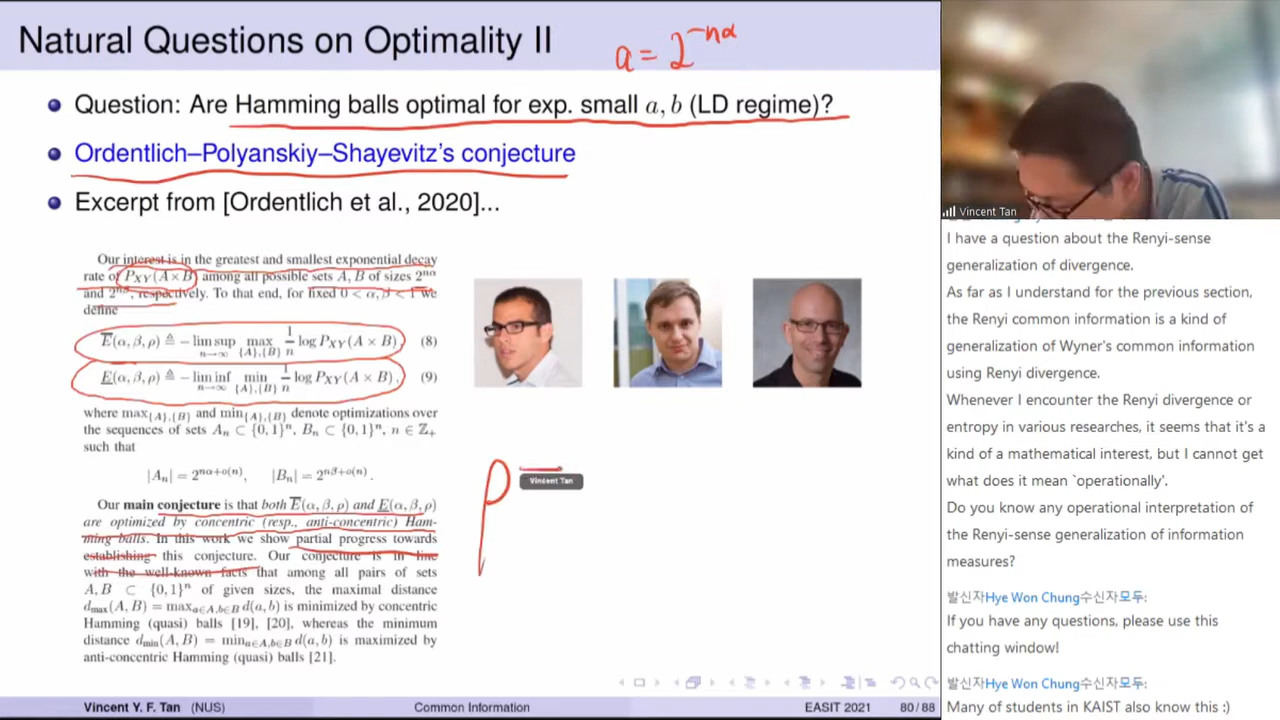 Natural Questions on Optimality II
a = 2^{-nα}
Question: Are Hamming balls optimal for exp. small a, b (LD regime)?
Ordentlich–Polyanskiy–Shayevitz's conjecture
Excerpt from [Ordentlich et al., 2020]...
Our interest is in the greatest and smallest exponential decay
rate of P_{XY}(A × B) among all possible sets A, B of sizes 2^{nα}
and 2^{nβ}, respectively. To that end, for fixed 0 < α, β < 1 we
define
E̅(α, β, ρ) ≜ − lim sup_{n→∞} max_{{A},{B}} 1/n log P_{XY}(A × B), (8)
E̲(α, β, ρ) ≜ − lim inf_{n→∞} min_{{A},{B}} 1/n log P_{XY}(A × B), (9)
where max_{{A},{B}} and min_{{A},{B}} denote optimizations over
the sequences of sets A_n ⊂ {0, 1}^n, B_n ⊂ {0, 1}^n, n ∈ Z_+
such that
|A_n| = 2^{nα+o(n)}, |B_n| = 2^{nβ+o(n)}.
Our main conjecture is that both E̅(α, β, ρ) and E̲(α, β, ρ)
are optimized by concentric (resp., anti-concentric) Ham-
ming balls. In this work we show partial progress towards
establishing this conjecture. Our conjecture is in line
with the well-known facts that among all pairs of sets
A, B ⊂ {0, 1}^n of given sizes, the maximal distance
d_{max}(A, B) = max_{a∈A,b∈B} d(a, b) is minimized by concentric
Hamming (quasi) balls [19], [20], whereas the minimum
distance d_{min}(A, B) = min_{a∈A,b∈B} d(a, b) is maximized by
anti-concentric Hamming (quasi) balls [21].
Vincent Tan
Vincent Y. F. Tan (NUS) Common Information EASIT 2021 80 / 88
Vincent Tan
I have a question about the Renyi-sense
generalization of divergence.
As far as I understand for the previous section,
the Renyi common information is a kind of
generalization of Wyner's common information
using Renyi divergence.
Whenever I encounter the Renyi divergence or
entropy in various researches, it seems that it's a
kind of a mathematical interest, but I cannot get
what does it mean `operationally'.
Do you know any operational interpretation of
the Renyi-sense generalization of information
measures?
발신자Hye Won Chung수신자모두:
If you have any questions, please use this
chatting window!
발신자Hye Won Chung수신자모두:
Many of students in KAIST also know this :)